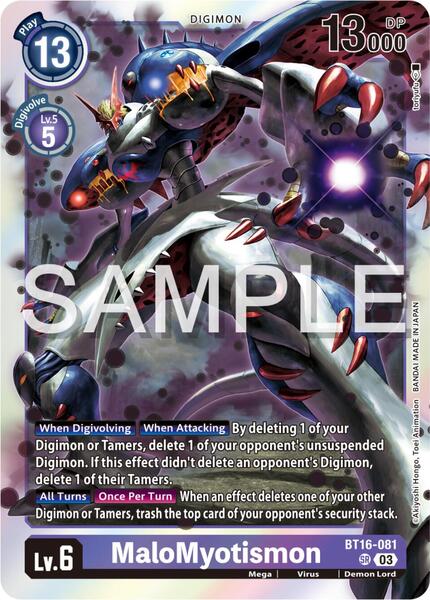 DIGIMON
Play
13
13000 DP
Digivolve
Lv.5
5
tonyufu
SAMPLE
When Digivolving When Attacking By deleting 1 of your
Digimon or Tamers, delete 1 of your opponent's unsuspended
Digimon. If this effect didn't delete an opponent's Digimon,
delete 1 of their Tamers.
All Turns Once Per Turn When an effect deletes one of your other
Digimon or Tamers, trash the top card of your opponent's security stack.
©Akiyoshi Hongo, Toei Animation BANDAI MADE IN JAPAN
Lv.6
MaloMyotismon
BT16-081
SR 03
Mega Virus Demon Lord